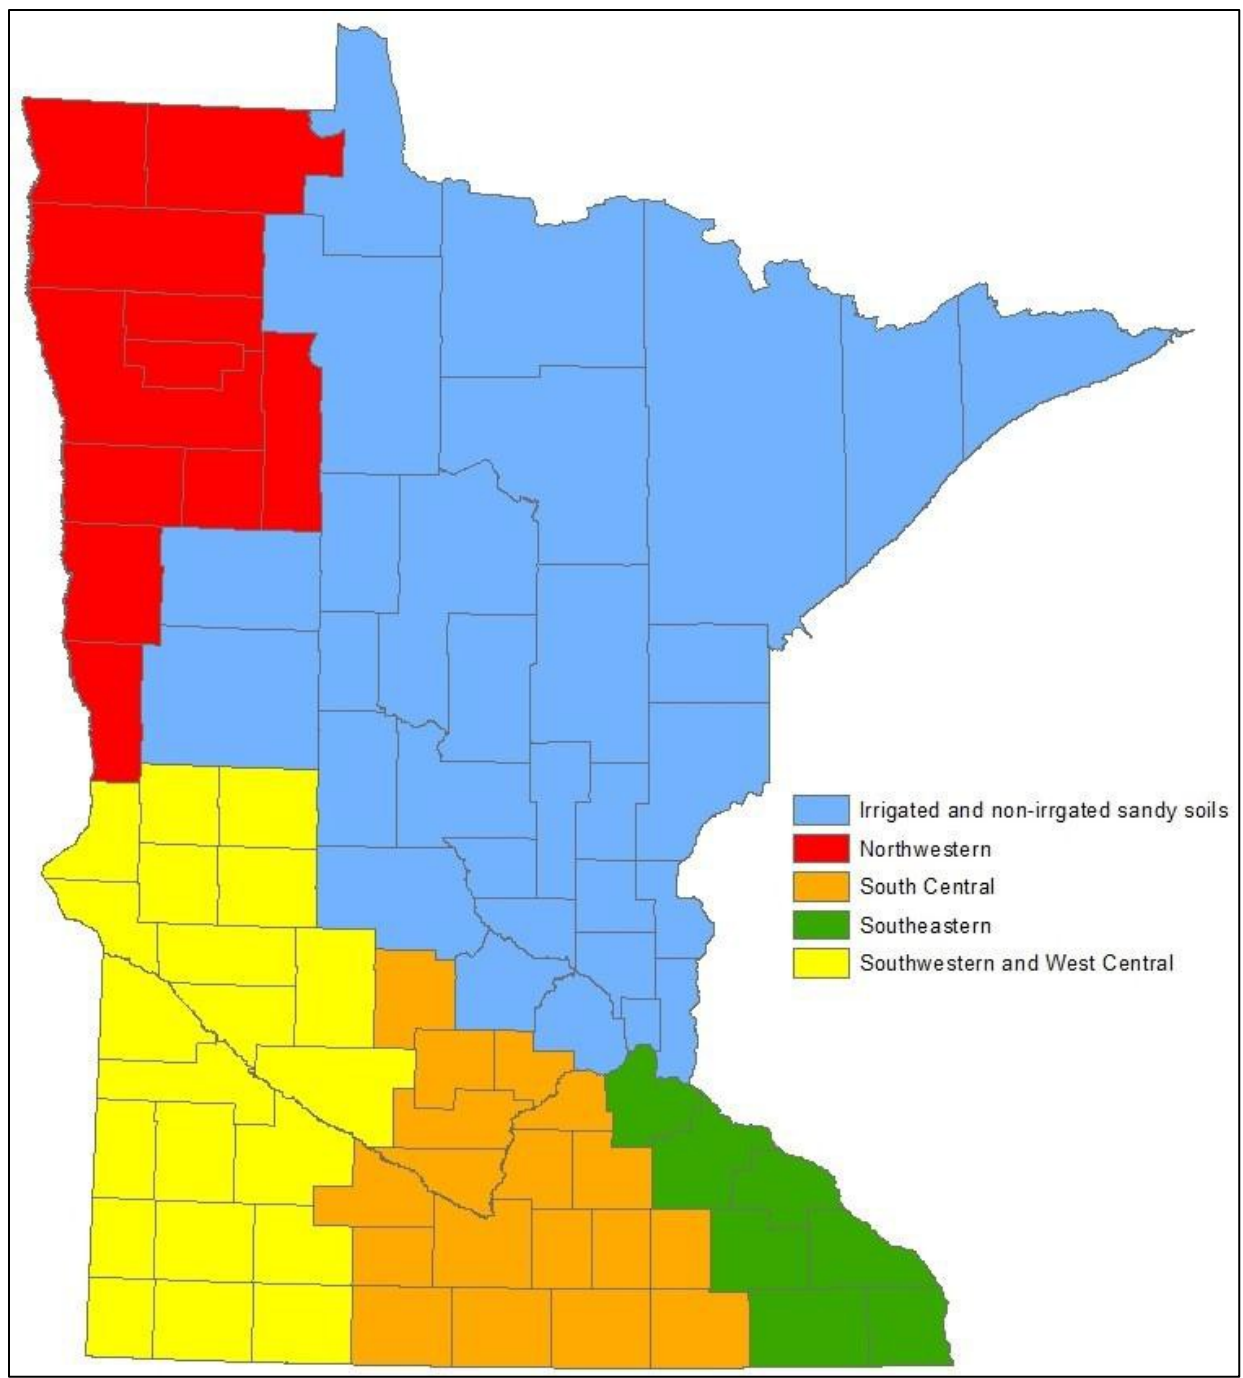 Irrigated and non-irrgated sandy soils
Northwestern
South Central
Southeastern
Southwestern and West Central